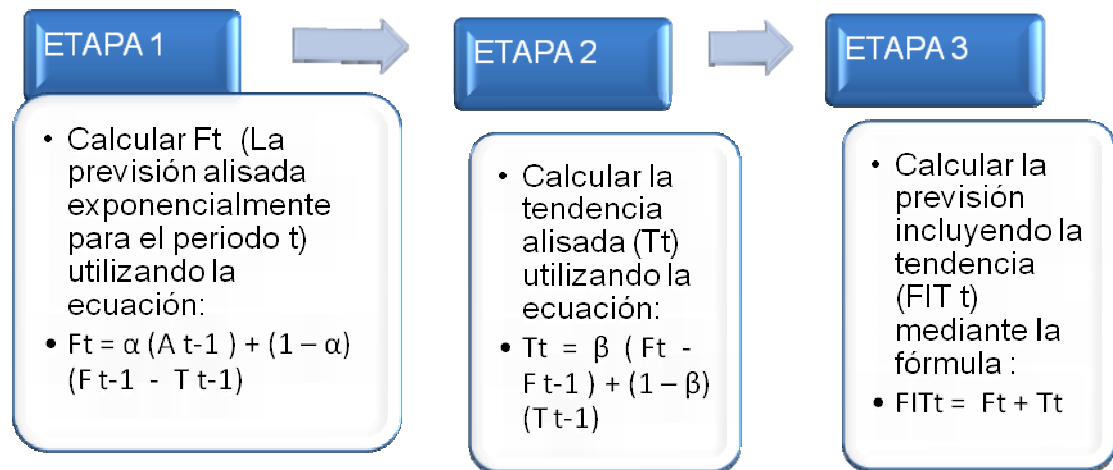 ETAPA 1
• Calcular Ft (La
previsión alisada
exponencialmente
para el periodo t)
utilizando la
ecuación:
• Ft = α (A t-1 ) + (1 – α)
(F t-1 - T t-1)
ETAPA 2
• Calcular la
tendencia
alisada (Tt)
utilizando la
ecuación:
• Tt = β ( Ft -
F t-1 ) + (1 – β)
(T t-1)
ETAPA 3
• Calcular la
previsión
incluyendo la
tendencia
(FIT t)
mediante la
fórmula :
• FITt = Ft + Tt